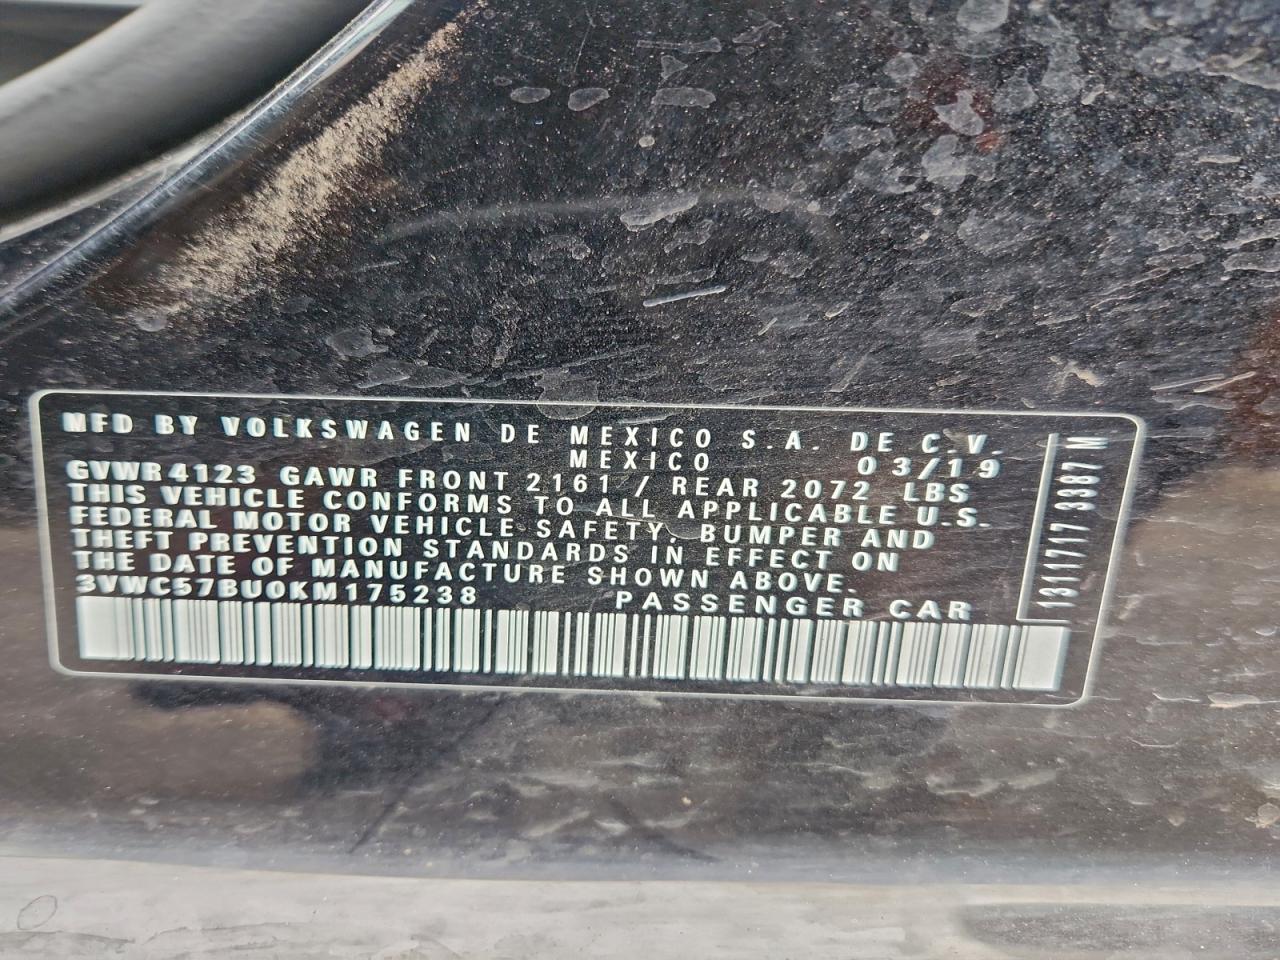 MFD BY VOLKSWAGEN DE MEXICO S.A. DE C.V.
MEXICO 03/19
GVWR 4123 GAWR FRONT 2161 / REAR 2072 LBS
THIS VEHICLE CONFORMS TO ALL APPLICABLE U.S.
FEDERAL MOTOR VEHICLE SAFETY, BUMPER AND
THEFT PREVENTION STANDARDS IN EFFECT ON
THE DATE OF MANUFACTURE SHOWN ABOVE.
3VWC57BU0KM175238 PASSENGER CAR
1311717 3387 M